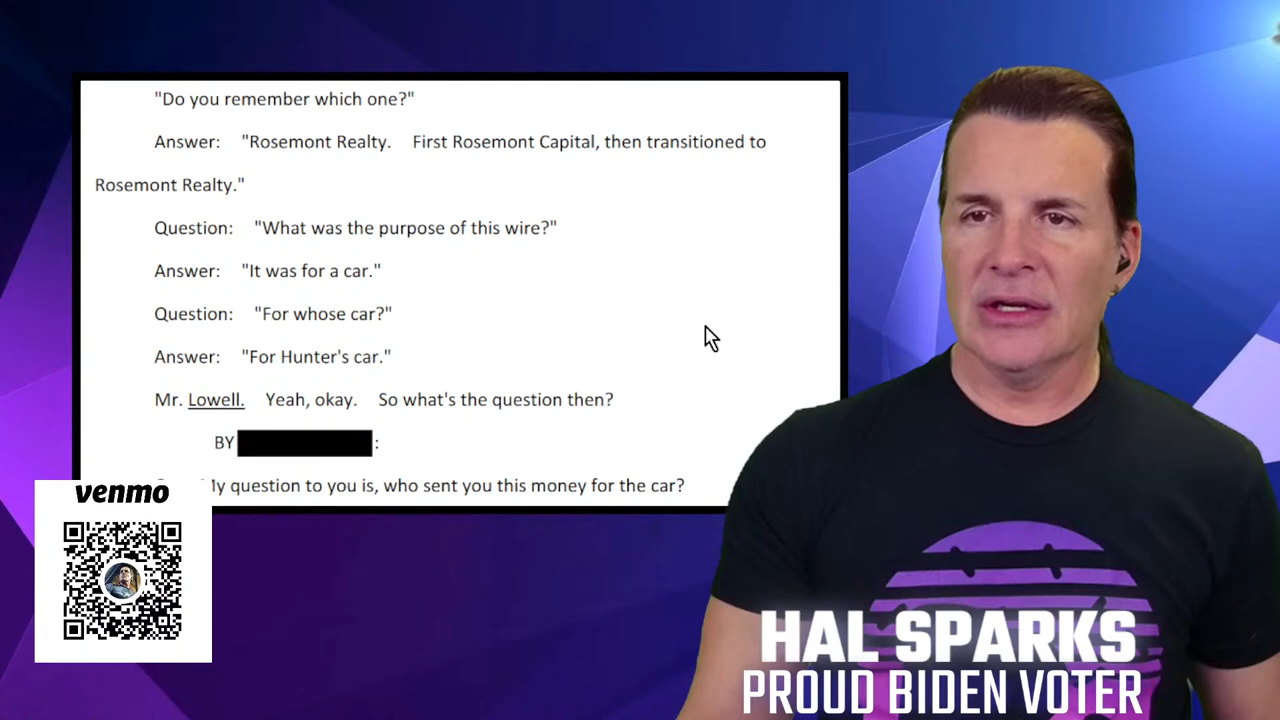 "Do you remember which one?"
Answer: "Rosemont Realty. First Rosemont Capital, then transitioned to
Rosemont Realty."
Question: "What was the purpose of this wire?"
Answer: "It was for a car."
Question: "For whose car?"
Answer: "For Hunter's car."
Mr. Lowell. Yeah, okay. So what's the question then?
BY :
My question to you is, who sent you this money for the car?
venmo
HAL SPARKS
PROUD BIDEN VOTER